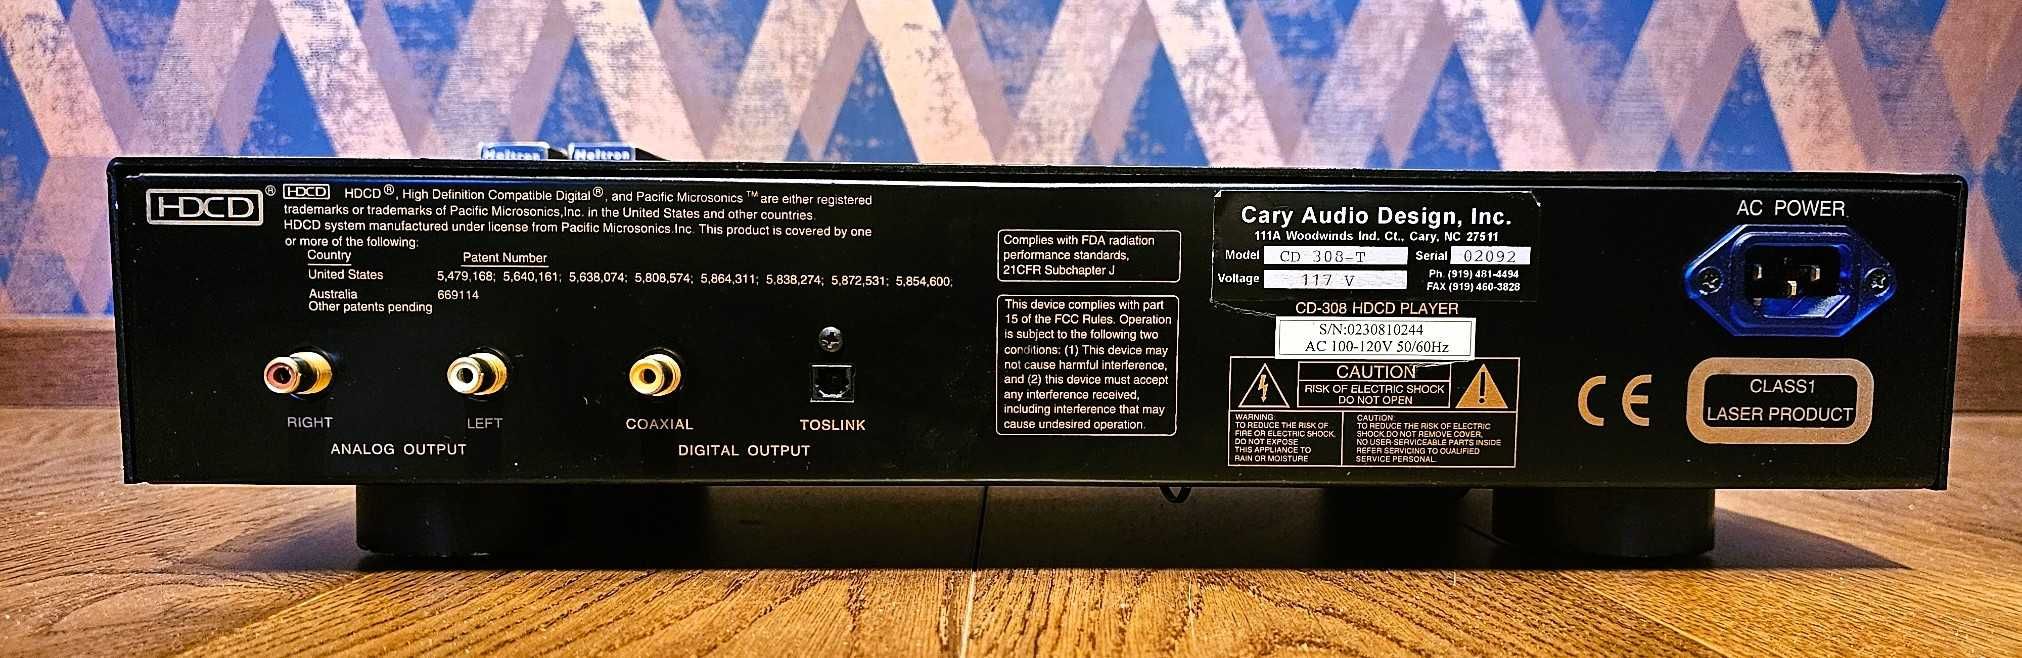 Meltron Meltron
HDCD ®
HDCD HDCD®, High Definition Compatible Digital®, and Pacific Microsonics™ are either registered
trademarks or trademarks of Pacific Microsonics,Inc. in the United States and other countries.
HDCD system manufactured under license from Pacific Microsonics.Inc. This product is covered by one
or more of the following:
Country Patent Number
United States 5,479,168; 5,640,161; 5,638,074; 5,808,574; 5,864,311; 5,838,274; 5,872,531; 5,854,600;
Australia 669114
Other patents pending
RIGHT LEFT
ANALOG OUTPUT
COAXIAL TOSLINK
DIGITAL OUTPUT
Complies with FDA radiation
performance standards,
21CFR Subchapter J
This device complies with part
15 of the FCC Rules. Operation
is subject to the following two
conditions: (1) This device may
not cause harmful interference,
and (2) this device must accept
any interference received,
including interference that may
cause undesired operation.
Cary Audio Design, Inc.
111A Woodwinds Ind. Ct., Cary, NC 27511
Model CD 308-T Serial 02092
Voltage 117 V
Ph. (919) 481-4494
FAX (919) 460-3828
CD-308 HDCD PLAYER
S/N:0230810244
AC 100-120V 50/60Hz
CAUTION
RISK OF ELECTRIC SHOCK
DO NOT OPEN
WARNING:
TO REDUCE THE RISK OF
FIRE OR ELECTRIC SHOCK,
DO NOT EXPOSE
THIS APPLIANCE TO
RAIN OR MOISTURE
CAUTION:
TO REDUCE THE RISK OF ELECTRIC
SHOCK.DO NOT REMOVE COVER,
NO USER-SERVICEABLE PARTS INSIDE
REFER SERVICING TO QUALIFIED
SERVICE PERSONAL.
AC POWER
CE
CLASS1
LASER PRODUCT